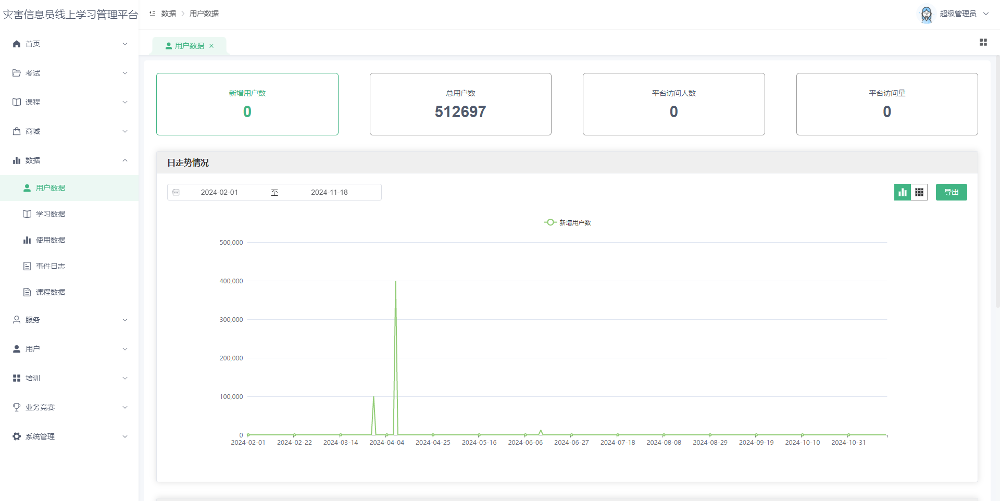 灾害信息员线上学习管理平台
数据 > 用户数据
超级管理员
首页
考试
课程
商城
数据
用户数据
学习数据
使用数据
事件日志
课程数据
服务
用户
培训
业务竞赛
系统管理
用户数据 ×
新增用户数
0
总用户数
512697
平台访问人数
0
平台访问量
0
日走势情况
2024-02-01 至 2024-11-18
导出
新增用户数
500,000
400,000
300,000
200,000
100,000
0
2024-02-01 2024-02-22 2024-03-14 2024-04-04 2024-04-25 2024-05-16 2024-06-06 2024-06-27 2024-07-18 2024-08-08 2024-08-29 2024-09-19 2024-10-10 2024-10-31